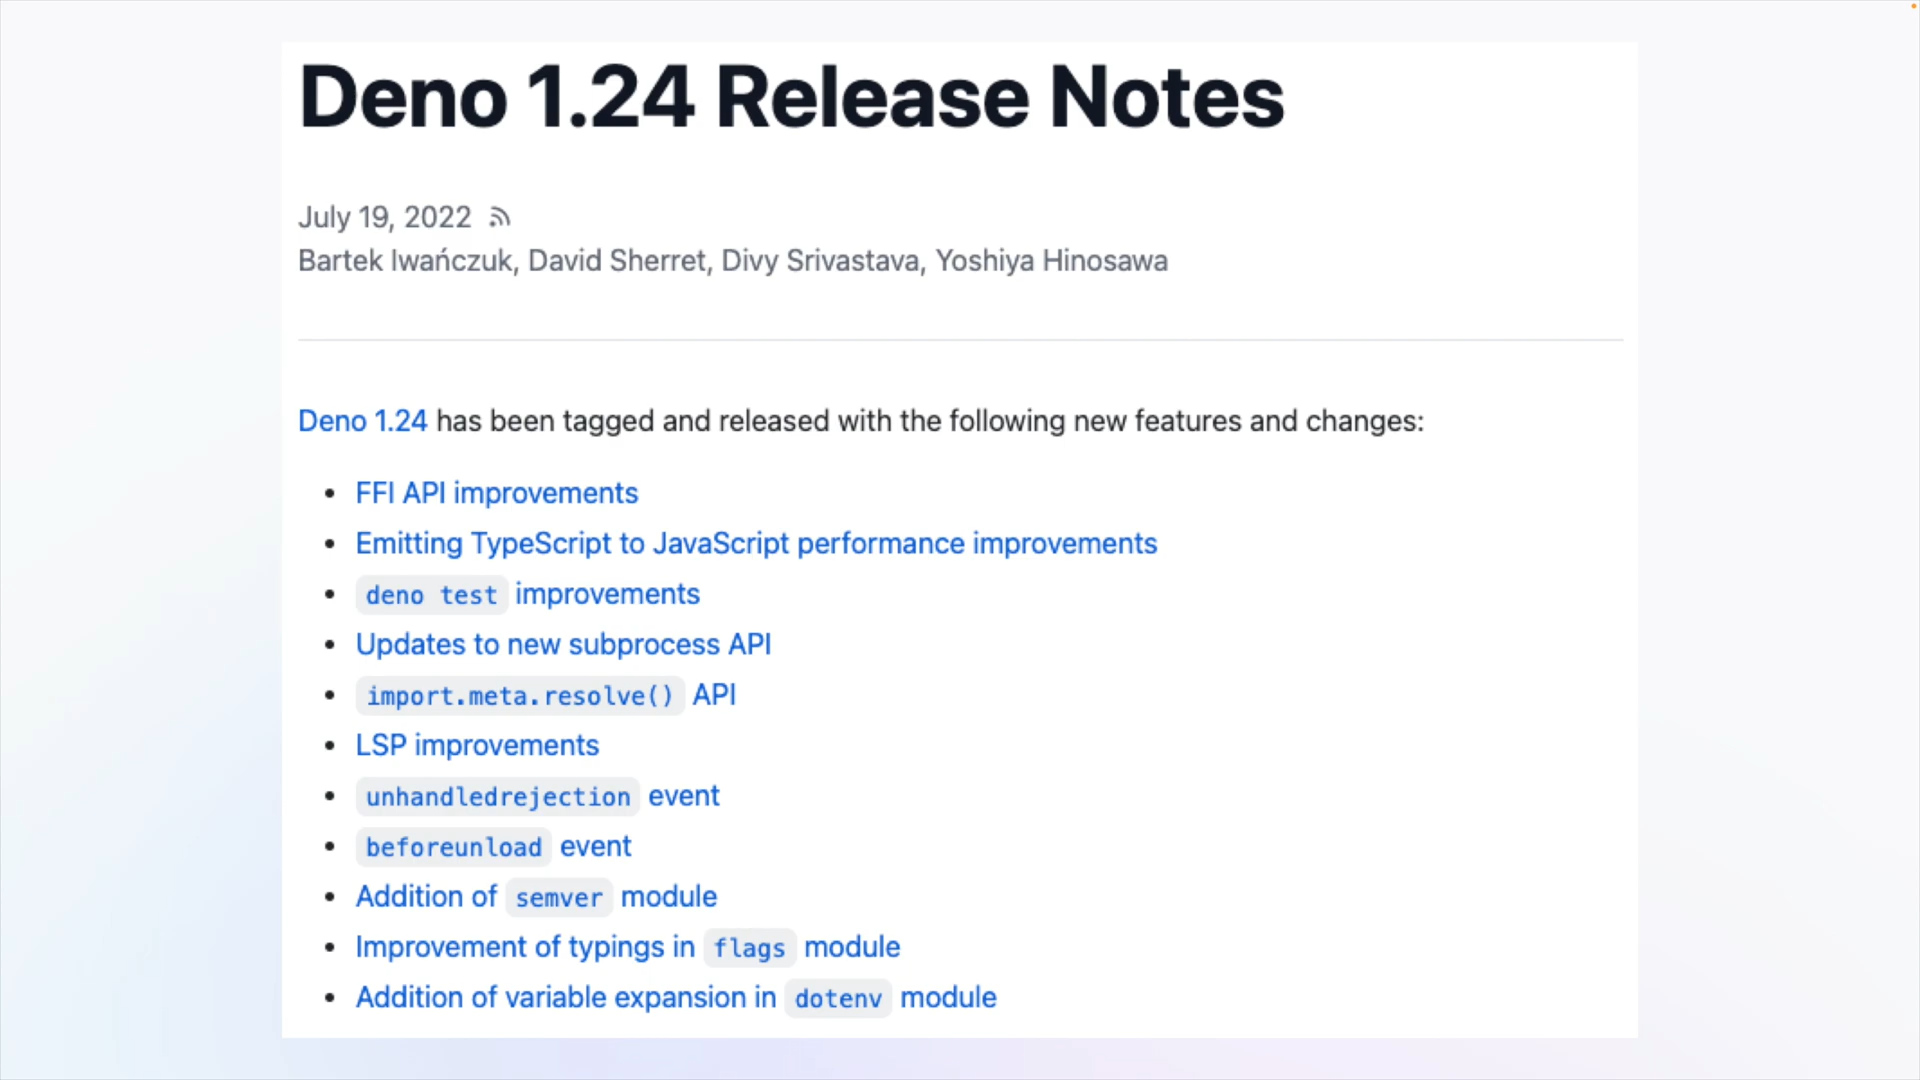 Deno 1.24 Release Notes
July 19, 2022
Bartek Iwańczuk, David Sherret, Divy Srivastava, Yoshiya Hinosawa
Deno 1.24 has been tagged and released with the following new features and changes:
• FFI API improvements
• Emitting TypeScript to JavaScript performance improvements
• deno test improvements
• Updates to new subprocess API
• import.meta.resolve() API
• LSP improvements
• unhandledrejection event
• beforeunload event
• Addition of semver module
• Improvement of typings in flags module
• Addition of variable expansion in dotenv module